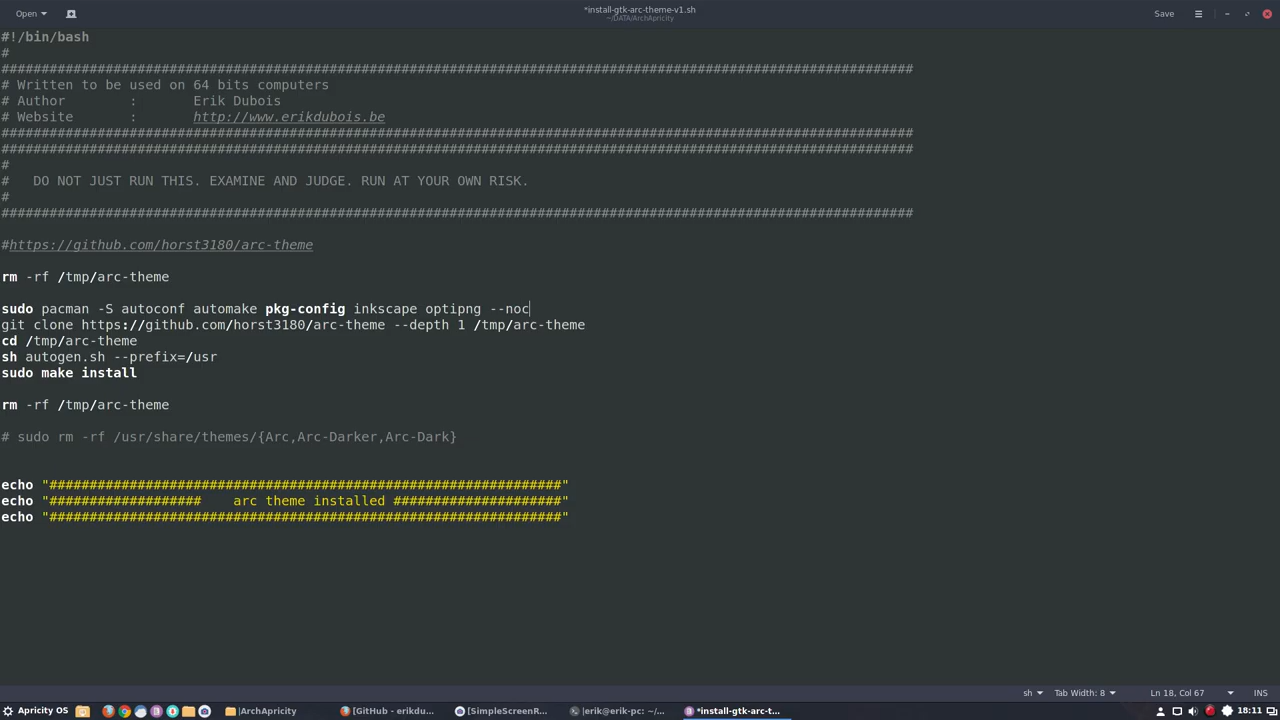 Open
*install-gtk-arc-theme-v1.sh
~/DATA/ArchApricity
Save
#!/bin/bash
#
##################################################################################################################
# Written to be used on 64 bits computers
# Author 	: 	Erik Dubois
# Website 	: 	http://www.erikdubois.be
##################################################################################################################
##################################################################################################################
#
#   DO NOT JUST RUN THIS. EXAMINE AND JUDGE. RUN AT YOUR OWN RISK.
#
##################################################################################################################
#https://github.com/horst3180/arc-theme
rm -rf /tmp/arc-theme
sudo pacman -S autoconf automake pkg-config inkscape optipng --noc
git clone https://github.com/horst3180/arc-theme --depth 1 /tmp/arc-theme
cd /tmp/arc-theme
sh autogen.sh --prefix=/usr
sudo make install
rm -rf /tmp/arc-theme
# sudo rm -rf /usr/share/themes/{Arc,Arc-Darker,Arc-Dark}
echo "################################################################"
echo "###################    arc theme installed #####################"
echo "################################################################"
sh
Tab Width: 8
Ln 18, Col 67
INS
Apricity OS
|ArchApricity
[GitHub - erikdu...
[SimpleScreenR...
|erik@erik-pc: ~/...
*install-gtk-arc-t...
18:11